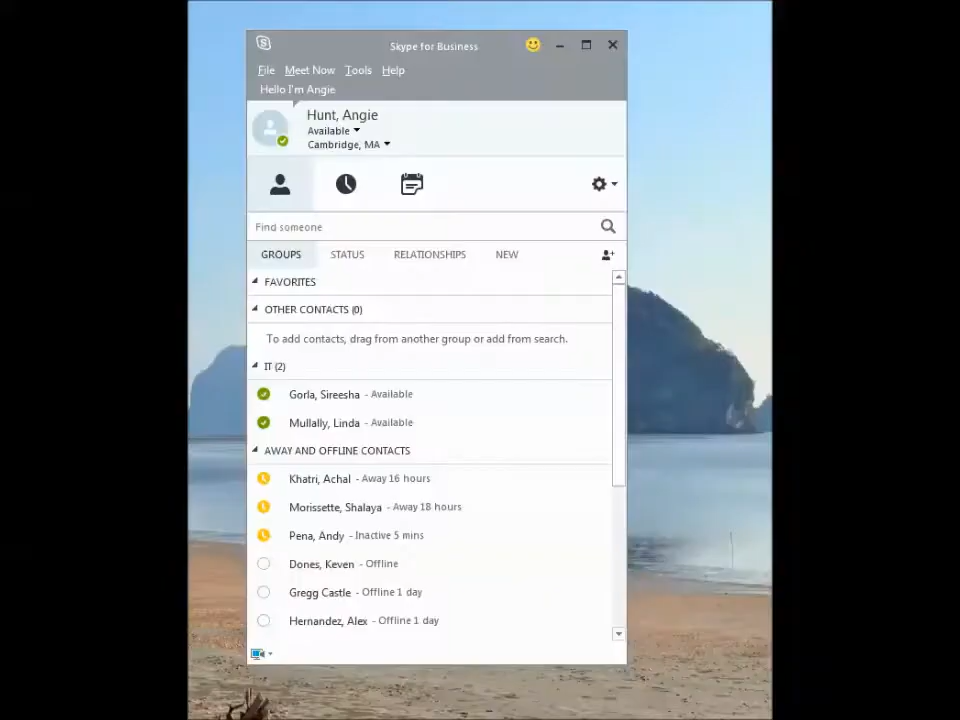 Skype for Business
File Meet Now Tools Help
Hello I'm Angie
Hunt, Angie
Available
Cambridge, MA
Find someone
GROUPS STATUS RELATIONSHIPS NEW
FAVORITES
OTHER CONTACTS (0)
To add contacts, drag from another group or add from search.
IT (2)
Gorla, Sireesha - Available
Mullally, Linda - Available
AWAY AND OFFLINE CONTACTS
Khatri, Achal - Away 16 hours
Morissette, Shalaya - Away 18 hours
Pena, Andy - Inactive 5 mins
Dones, Keven - Offline
Gregg Castle - Offline 1 day
Hernandez, Alex - Offline 1 day